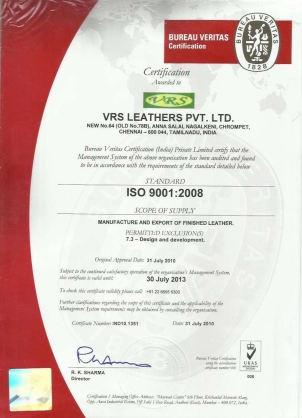 BUREAU VERITAS
Certification
BUREAU VERITAS
1828
Certification
Awarded to
VRS
VRS LEATHERS PVT. LTD.
NEW No.64 (OLD No.78B), ANNA SALAI, NAGALKENI, CHROMPET,
CHENNAI – 600 044, TAMILNADU, INDIA.
Bureau Veritas Certification (India) Private Limited certify that the
Management System of the above organisation has been audited and found
to be in accordance with the requirements of the standard detailed below
STANDARD
ISO 9001:2008
SCOPE OF SUPPLY
MANUFACTURE AND EXPORT OF FINISHED LEATHER.
PERMITTED EXCLUTION(S)
7.3 – Design and development.
Original Approval Date: 31 July 2010
Subject to the continued satisfactory operation of the organisation's Management System,
this certificate is valid until: 30 July 2013
To check this certificate validity please call: +91 22 6695 6300
Further clarifications regarding the scope of this certificate and the applicability of the
Management System requirements may be obtained by consulting the organisation.
Certificate Number: IND10.1351 Date: 31 July 2010
R. K. SHARMA
Director
UKAS
008